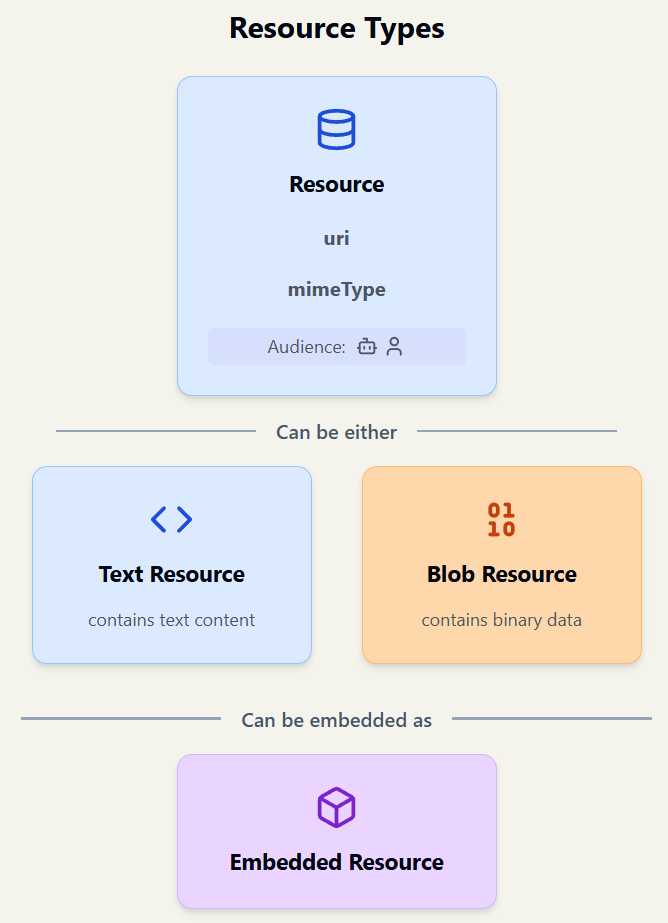 Resource Types
Resource
uri
mimeType
Audience:
Can be either
01
10
Text Resource
Blob Resource
contains text content
contains binary data
Can be embedded as
Embedded Resource